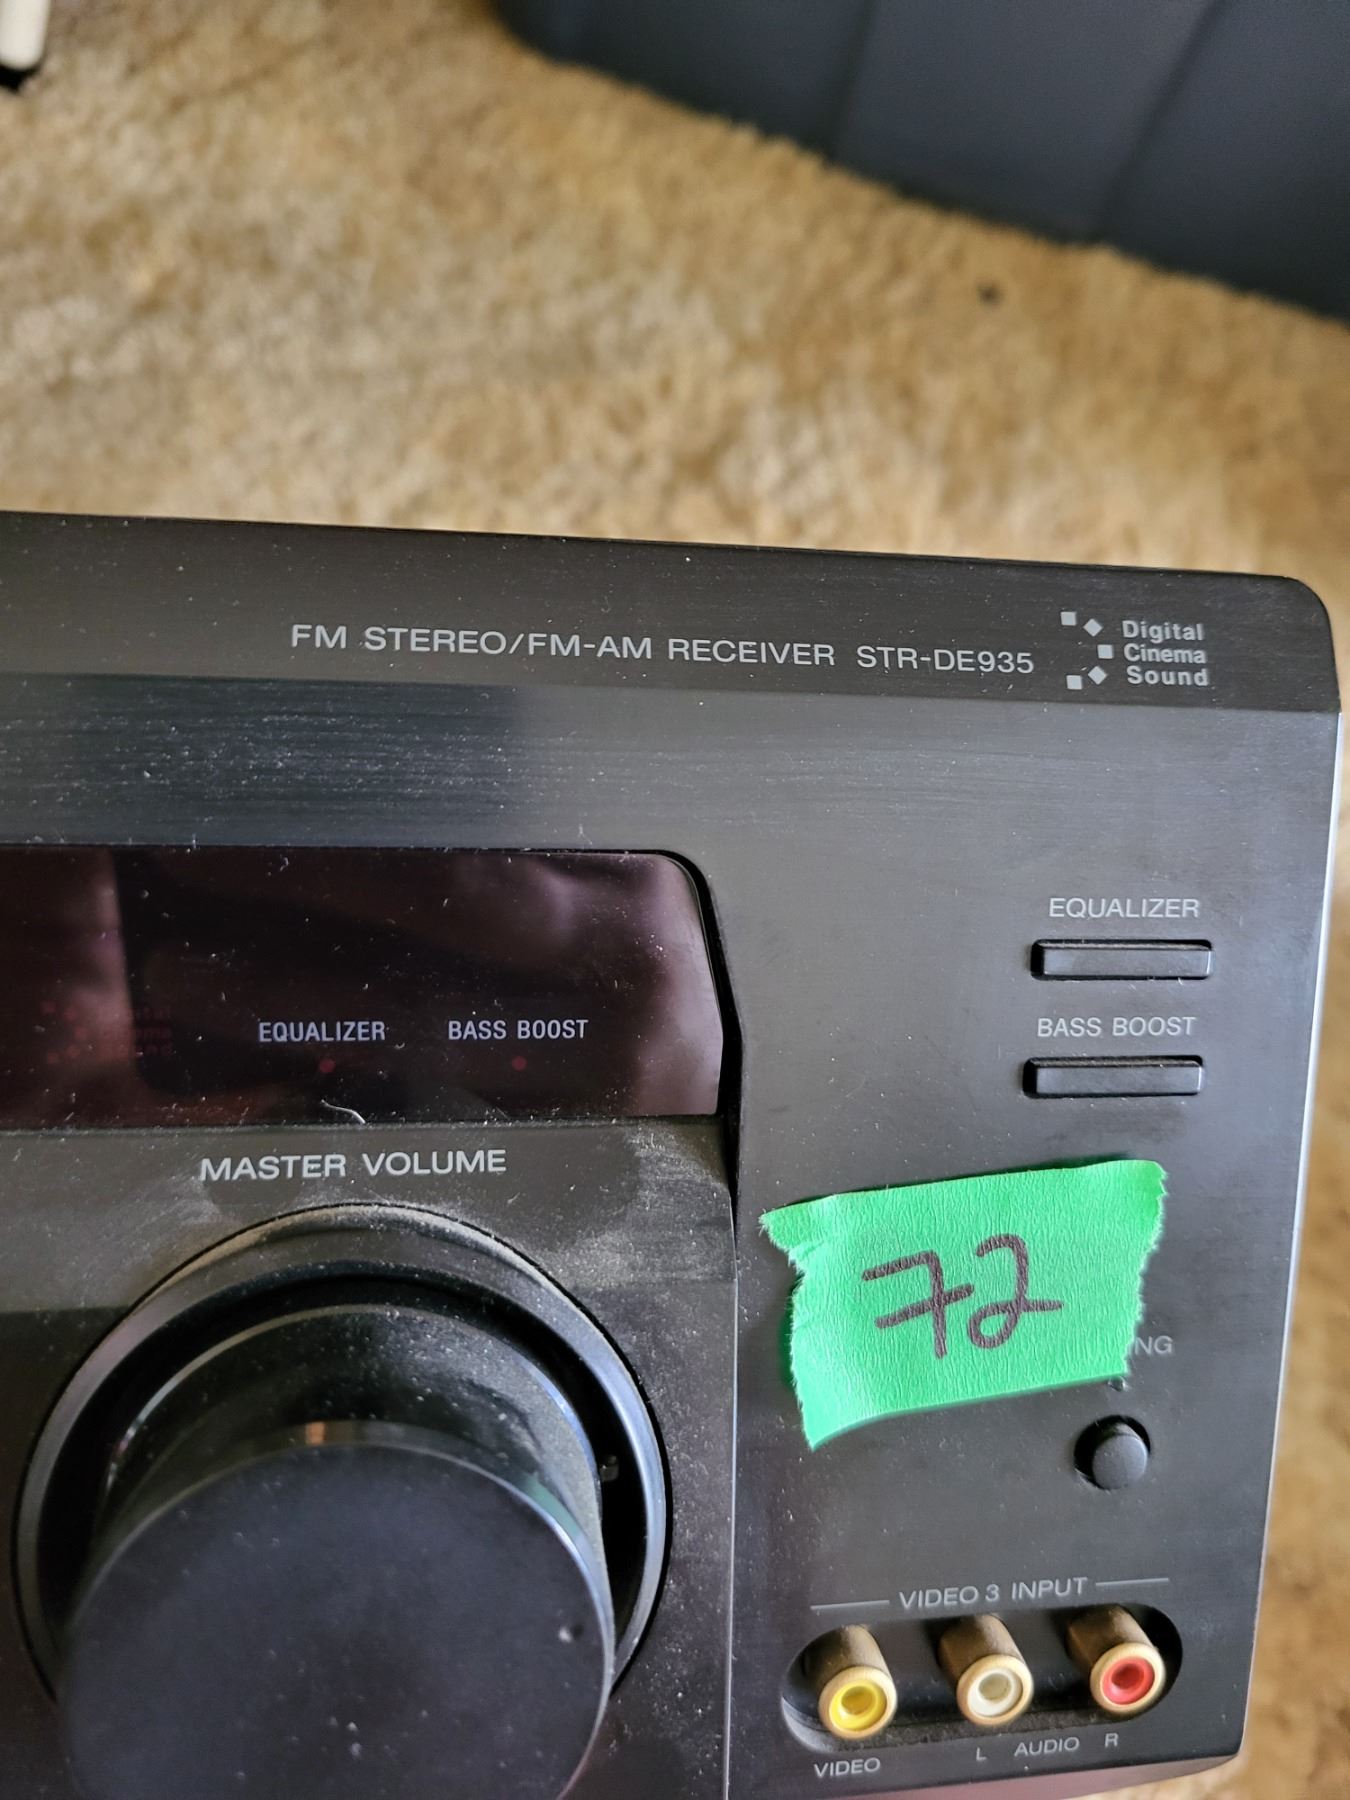 FM STEREO/FM-AM RECEIVER STR-DE935
Digital
Cinema
Sound
EQUALIZER
BASS BOOST
EQUALIZER BASS BOOST
MASTER VOLUME
72
NG
VIDEO 3 INPUT
VIDEO L AUDIO R